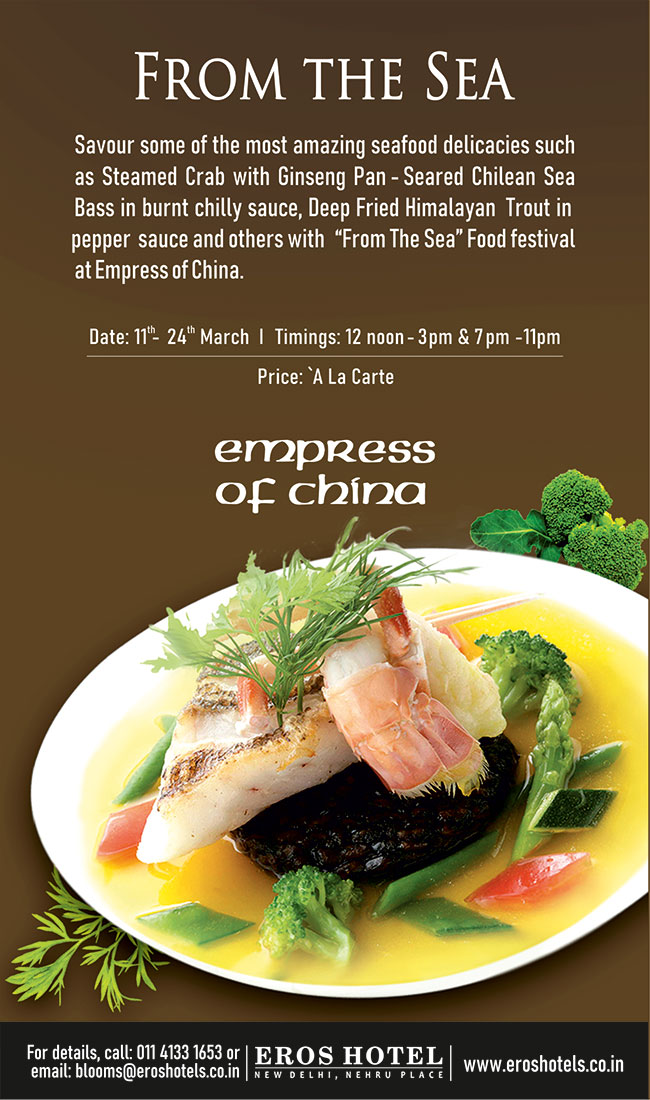 FROM THE SEA
Savour some of the most amazing seafood delicacies such
as Steamed Crab with Ginseng Pan - Seared Chilean Sea
Bass in burnt chilly sauce, Deep Fried Himalayan Trout in
pepper sauce and others with “From The Sea” Food festival
at Empress of China.
Date: 11th- 24th March I Timings: 12 noon - 3pm & 7pm -11pm
Price: `A La Carte
empress
of china
For details, call: 011 4133 1653 or
email: blooms@eroshotels.co.in
EROS HOTEL
NEW DELHI, NEHRU PLACE
www.eroshotels.co.in